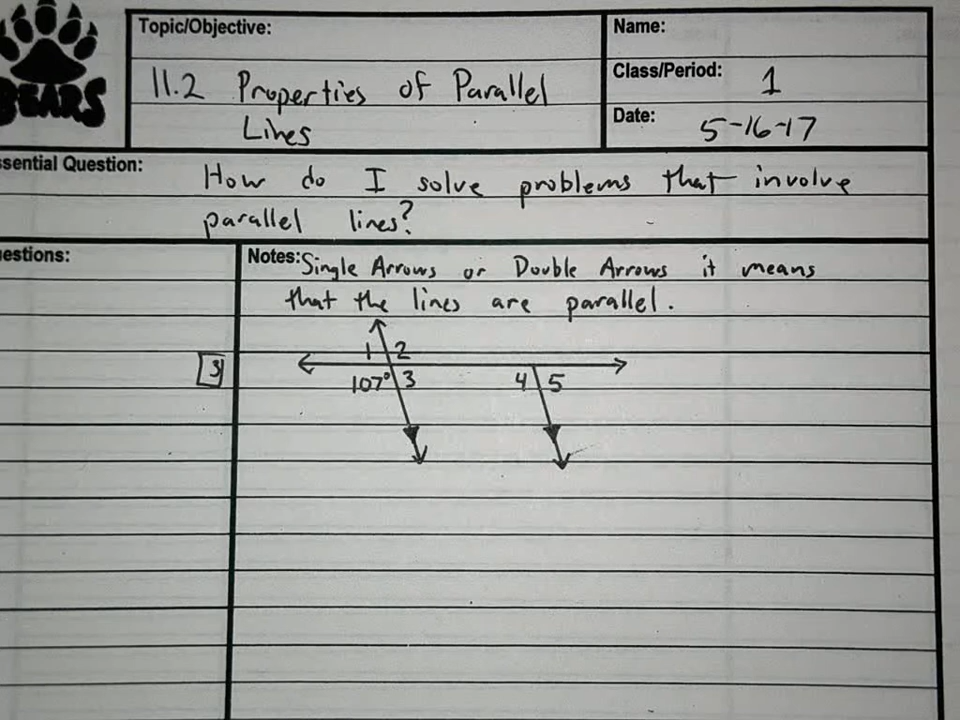 BEARS
Topic/Objective:
11.2 Properties of Parallel
Lines
Name:
Class/Period: 1
Date: 5-16-17
ssential Question: How do I solve problems that involve
parallel lines?
estions:
Notes: Single Arrows or Double Arrows it means
that the lines are parallel.
1 2
107° 3 4 5